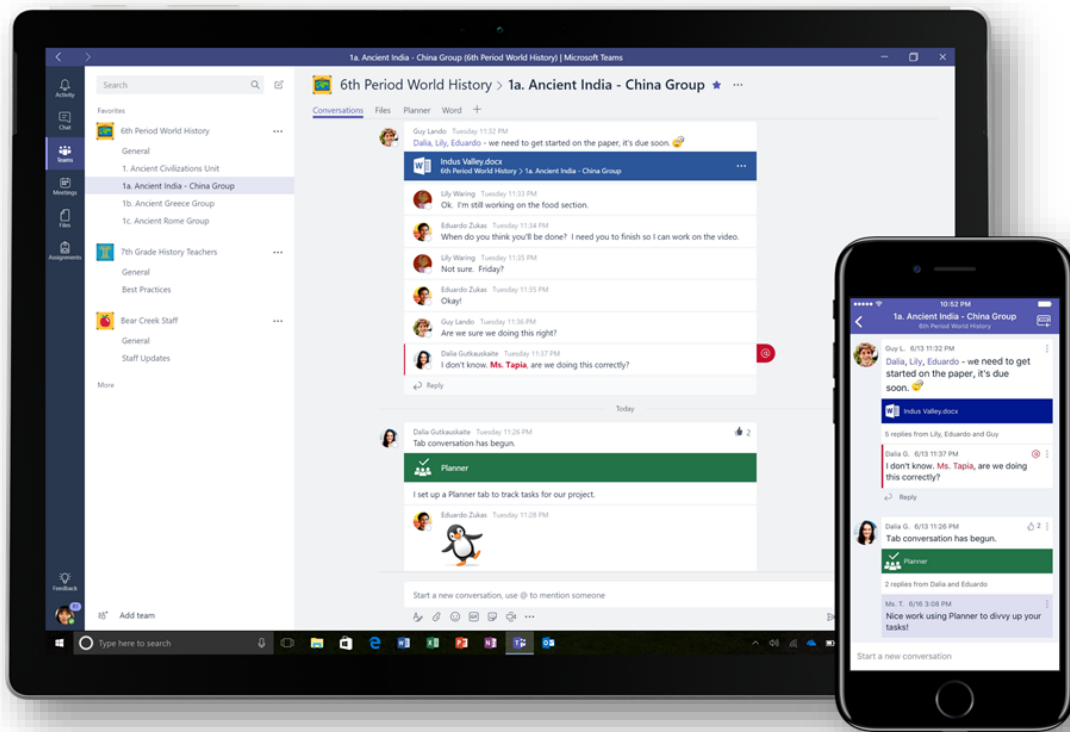 1a. Ancient India - China Group (6th Period World History) | Microsoft Teams
Activity
Chat
Teams
Meetings
Files
Assignments
Feedback
Search
Favorites
6th Period World History
General
1. Ancient Civilizations Unit
1a. Ancient India - China Group
1b. Ancient Greece Group
1c. Ancient Rome Group
7th Grade History Teachers
General
Best Practices
Bear Creek Staff
General
Staff Updates
More
Add team
6th Period World History > 1a. Ancient India - China Group
Conversations Files Planner Word
Guy Lando Tuesday 11:32 PM
Dalia, Lily, Eduardo - we need to get started on the paper, it's due soon.
Indus Valley.docx
6th Period World History > 1a. Ancient India - China Group
Lily Waring Tuesday 11:33 PM
Ok. I'm still working on the food section.
Eduardo Zukas Tuesday 11:34 PM
When do you think you'll be done? I need you to finish so I can work on the video.
Lily Waring Tuesday 11:35 PM
Not sure. Friday?
Eduardo Zukas Tuesday 11:35 PM
Okay!
Guy Lando Tuesday 11:36 PM
Are we sure we doing this right?
Dalia Gutkauskaite Tuesday 11:37 PM
I don't know. Ms. Tapia, are we doing this correctly?
Reply
Today
Dalia Gutkauskaite Tuesday 11:26 PM
2
Tab conversation has begun.
Planner
I set up a Planner tab to track tasks for our project.
Eduardo Zukas Tuesday 11:28 PM
Start a new conversation, use @ to mention someone
Type here to search
10:52 PM
1a. Ancient India - China Group
6th Period World History
Guy L. 6/13 11:32 PM
Dalia, Lily, Eduardo - we need to get
started on the paper, it's due
soon.
Indus Valley.docx
5 replies from Lily, Eduardo and Guy
Dalia G. 6/13 11:37 PM
I don't know. Ms. Tapia, are we doing
this correctly?
Reply
Dalia G. 6/13 11:26 PM
2
Tab conversation has begun.
Planner
2 replies from Dalia and Eduardo
Ms. T. 6/16 3:08 PM
Nice work using Planner to divvy up your
tasks!
Start a new conversation